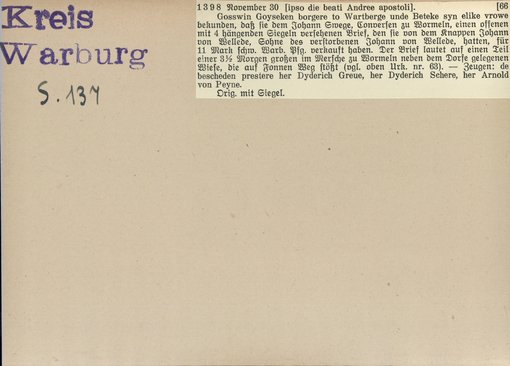 Kreis
Warburg
S. 137
1398 November 30 [ipso die beati Andree apostoli]. [66
Gosswin Goyseken borgere to Wartberge unde Beteke syn elike vrowe
bekunden, daß sie dem Johann Swege, Conversen zu Wormeln, einen offenen
mit 4 hängenden Siegeln versehenen Brief, den sie von dem Knappen Johann
von Wellede, Sohne des verstorbenen Johann von Wellede, hatten, für
11 Mark schw. Warb. Pfg. verkauft haben. Der Brief lautet auf einen Teil
einer 3½ Morgen großen im Mersche zu Wormeln neben dem Dorfe gelegenen
Wiese, die auf Fonnen Weg stößt (vgl. oben Urk. nr. 63). — Zeugen: de
bescheden prestere her Dyderich Greue, her Dyderich Schere, her Arnold
von Peyne.
Orig. mit Siegel.